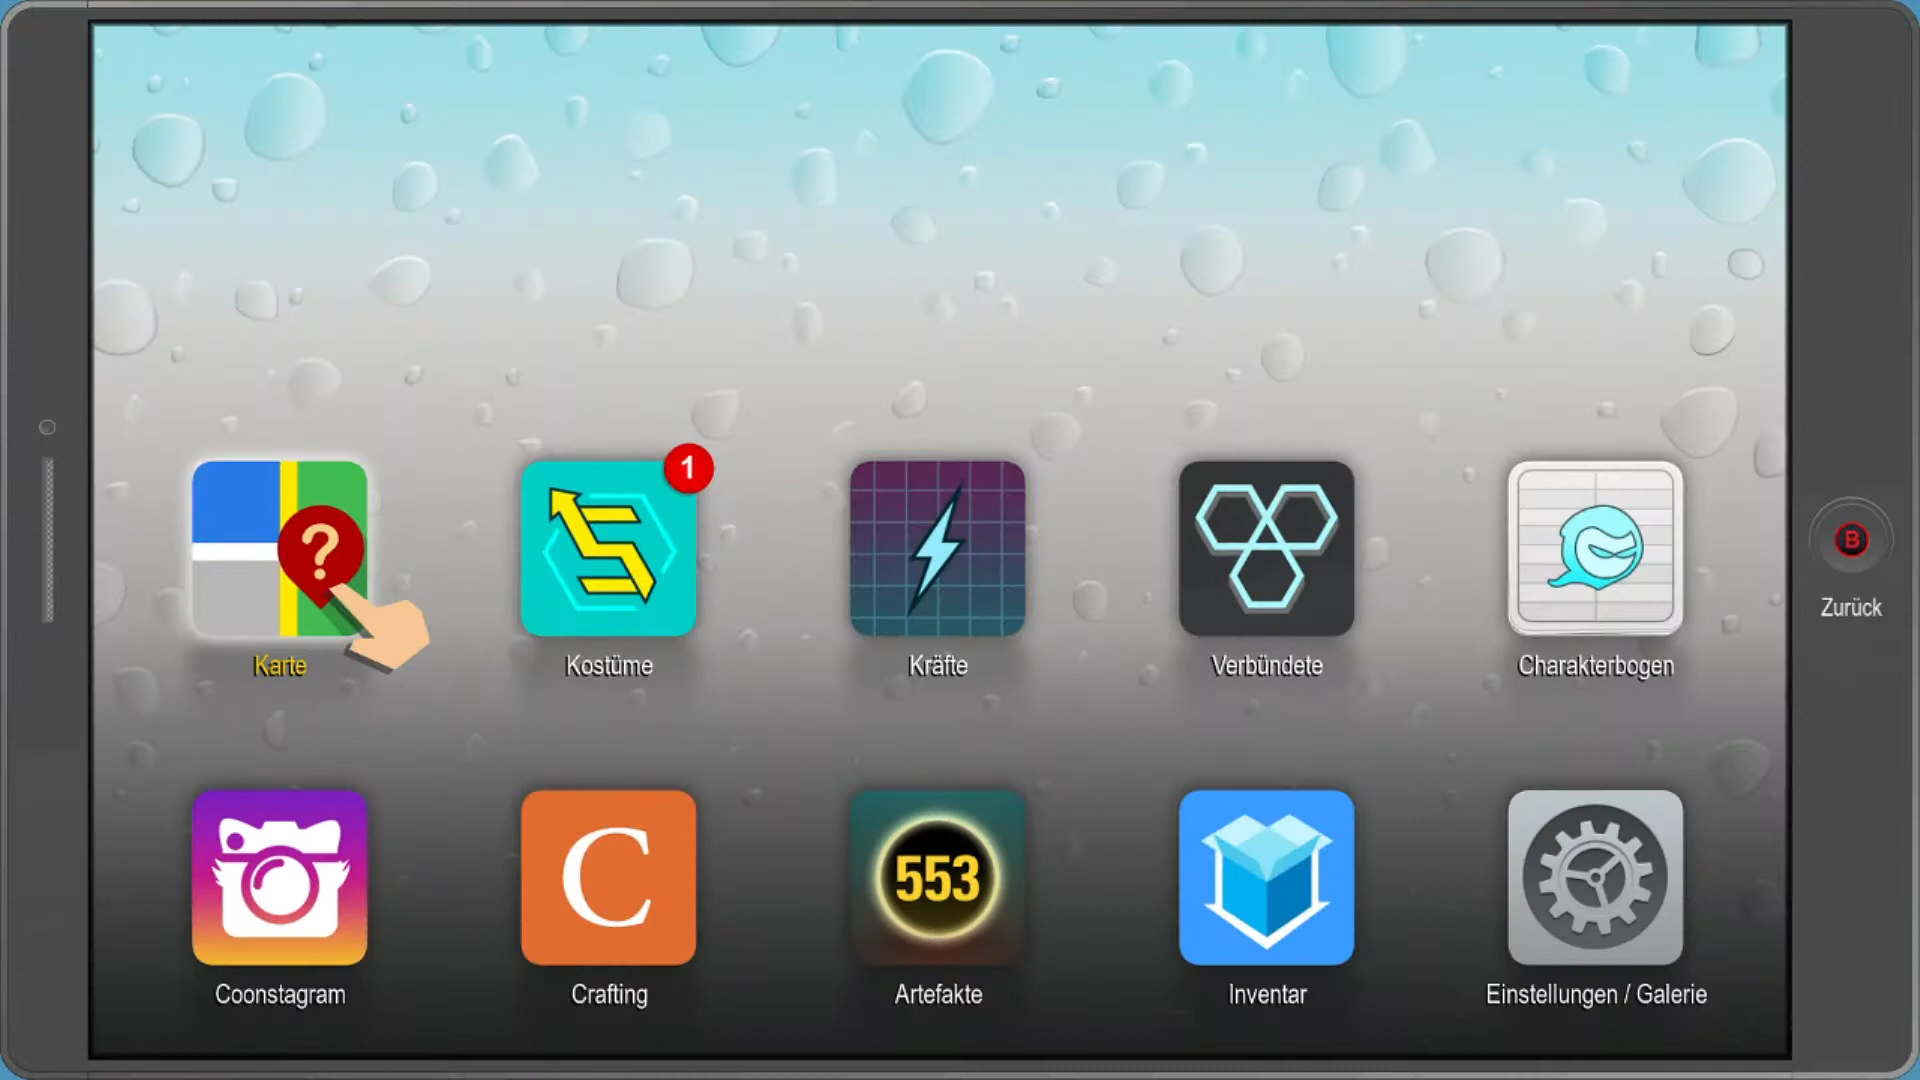 ?
1
Karte
Kostüme
Kräfte
Verbündete
Charakterbogen
B
Zurück
C
553
Coonstagram
Crafting
Artefakte
Inventar
Einstellungen / Galerie